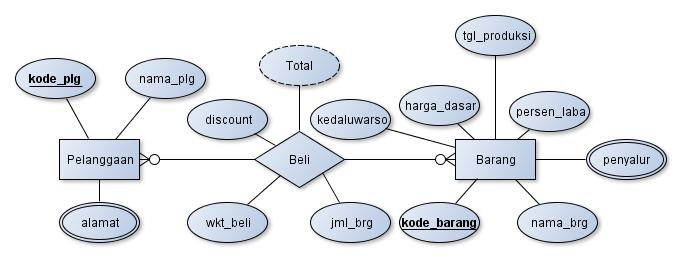 tgl_produksi
Total
kode_plg
nama_plg
harga_dasar
persen_laba
discount
kedaluwarso
Pelanggaan
Beli
Barang
penyalur
alamat
wkt_beli
jml_brg
kode_barang
nama_brg